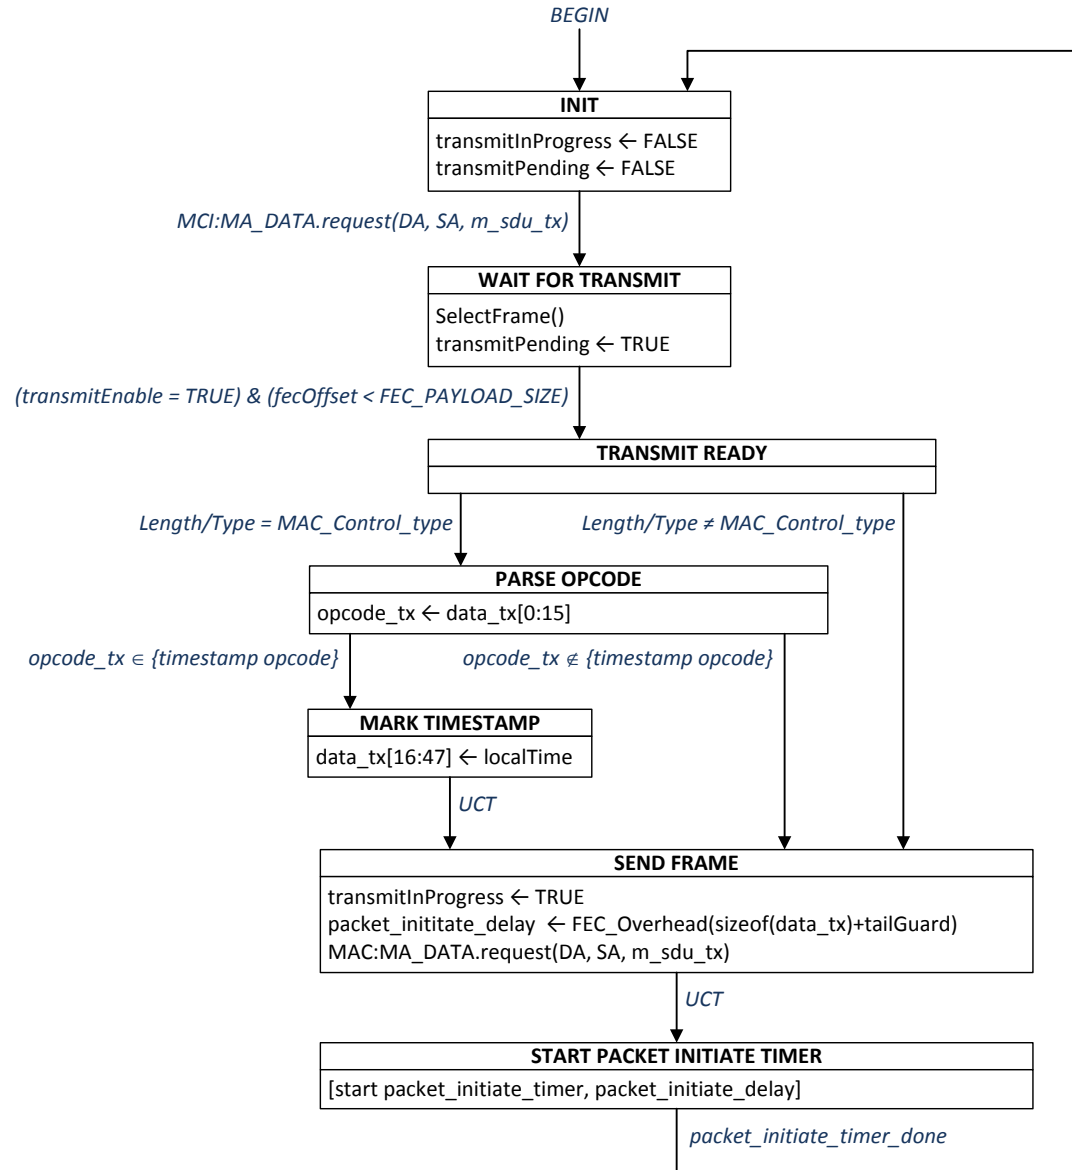 BEGIN
INIT
transmitInProgress ← FALSE
transmitPending ← FALSE
MCI:MA_DATA.request(DA, SA, m_sdu_tx)
WAIT FOR TRANSMIT
SelectFrame()
transmitPending ← TRUE
(transmitEnable = TRUE) & (fecOffset < FEC_PAYLOAD_SIZE)
TRANSMIT READY
Length/Type = MAC_Control_type
Length/Type ≠ MAC_Control_type
PARSE OPCODE
opcode_tx ← data_tx[0:15]
opcode_tx ∈ {timestamp opcode}
opcode_tx ∉ {timestamp opcode}
MARK TIMESTAMP
data_tx[16:47] ← localTime
UCT
SEND FRAME
transmitInProgress ← TRUE
packet_inititate_delay ← FEC_Overhead(sizeof(data_tx)+tailGuard)
MAC:MA_DATA.request(DA, SA, m_sdu_tx)
UCT
START PACKET INITIATE TIMER
[start packet_initiate_timer, packet_initiate_delay]
packet_initiate_timer_done